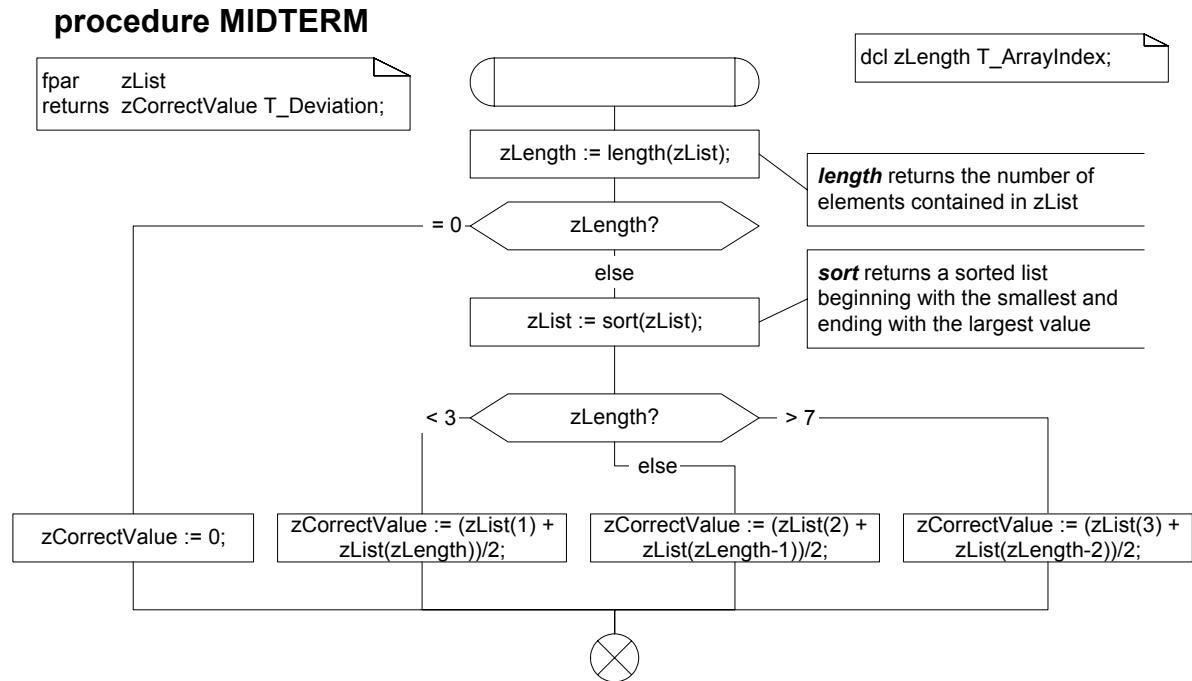 procedure MIDTERM
fpar zList
returns zCorrectValue T_Deviation;
dcl zLength T_ArrayIndex;
zLength := length(zList);
length returns the number of
elements contained in zList
= 0
zLength?
else
sort returns a sorted list
beginning with the smallest and
ending with the largest value
zList := sort(zList);
< 3
zLength?
> 7
else
zCorrectValue := 0;
zCorrectValue := (zList(1) +
zList(zLength))/2;
zCorrectValue := (zList(2) +
zList(zLength-1))/2;
zCorrectValue := (zList(3) +
zList(zLength-2))/2;